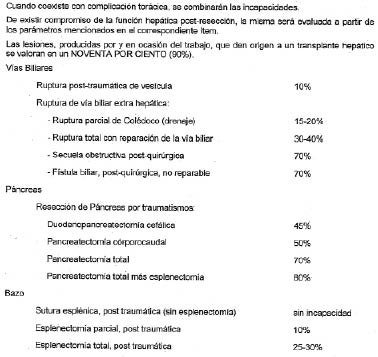 Cuando coexiste con complicación torácica, se combinarán las incapacidades.
De existir compromiso de la función hepática post-resección, la misma será evaluada a partir de
los parámetros mencionados en el correspondiente item.
Las lesiones, producidas por y en ocasión del trabajo, que dan origen a un transplante hepático
se valoran en un NOVENTA POR CIENTO (90%).
Vías Biliares
Ruptura post-traumática de vesícula 10%
Ruptura de vía biliar extra hepática:
- Ruptura parcial de Colédoco (dreneje) 15-20%
- Ruptura total con reparación de la vía biliar 30-40%
- Secuela obstructiva post-quirúrgica 70%
- Fístula biliar, post-quirúrgica, no reparable 70%
Páncreas
Resección de Páncreas por traumatismos:
Duodenopancreatectomía cefálica 45%
Pancreatectomía córporocaudal 50%
Pancreatectomía total 70%
Pancreatectomía total más esplenectomía 80%
Bazo
Sutura esplénica, post traumática (sin esplenectomía) sin incapacidad
Esplenectomía parcial, post traumática 10%
Esplenectomía total, post traumática 25-30%